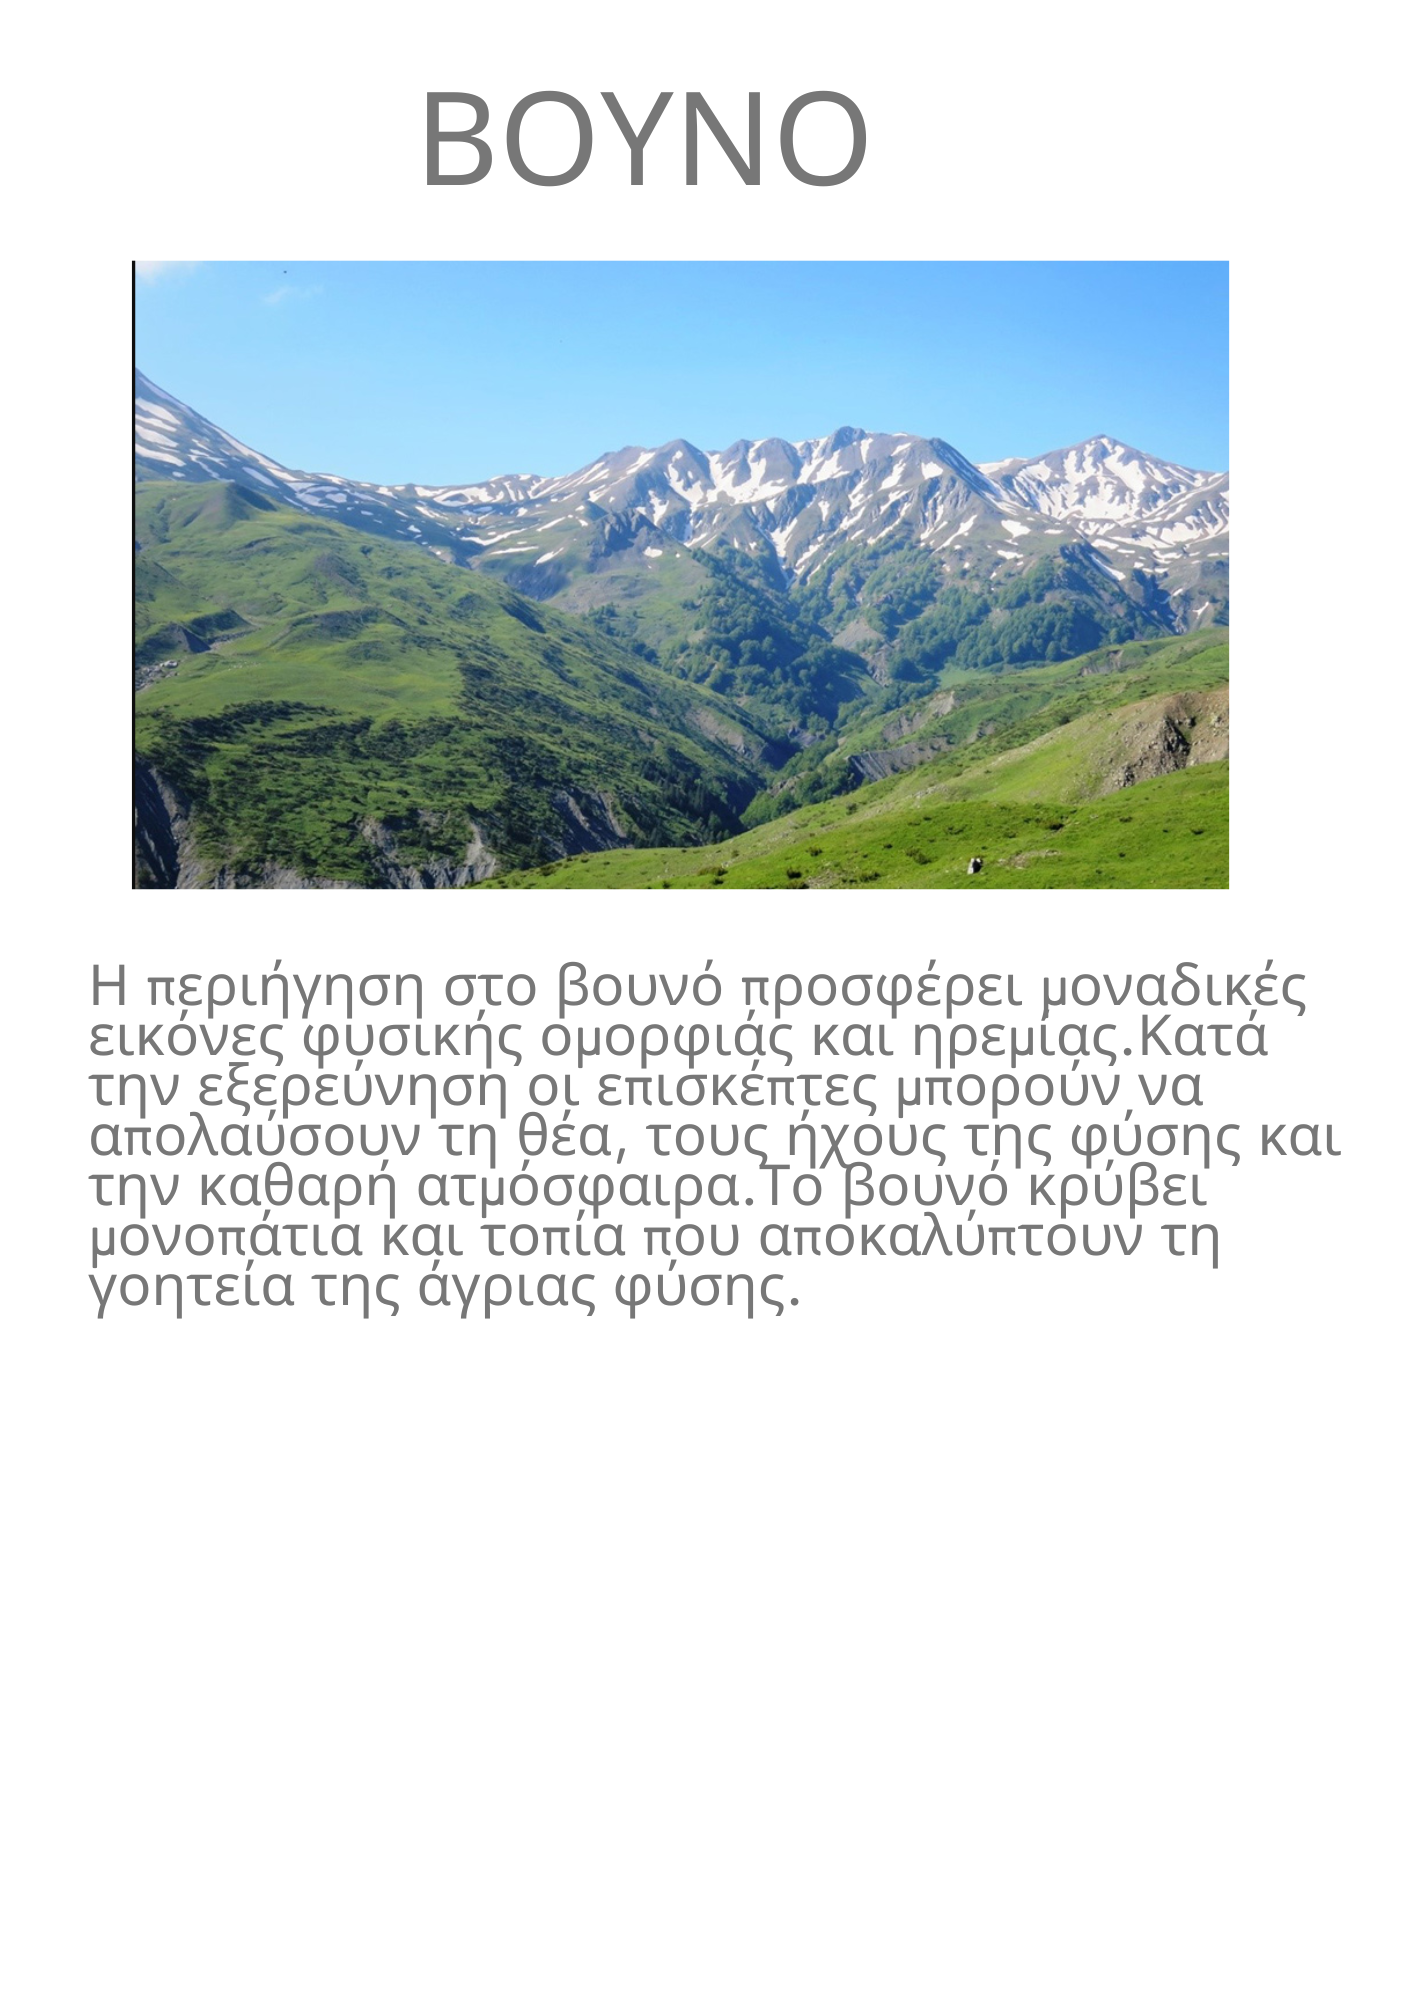 ΒΟΥΝΟ
Η περιήγηση στο βουνό προσφέρει μοναδικές
εικόνες φυσικής ομορφιάς και ηρεμίας.Κατά
την εξερεύνηση οι επισκέπτες μπορούν να
απολαύσουν τη θέα, τους ήχους της φύσης και
την καθαρή ατμόσφαιρα.Το βουνό κρύβει
μονοπάτια και τοπία που αποκαλύπτουν τη
γοητεία της άγριας φύσης.